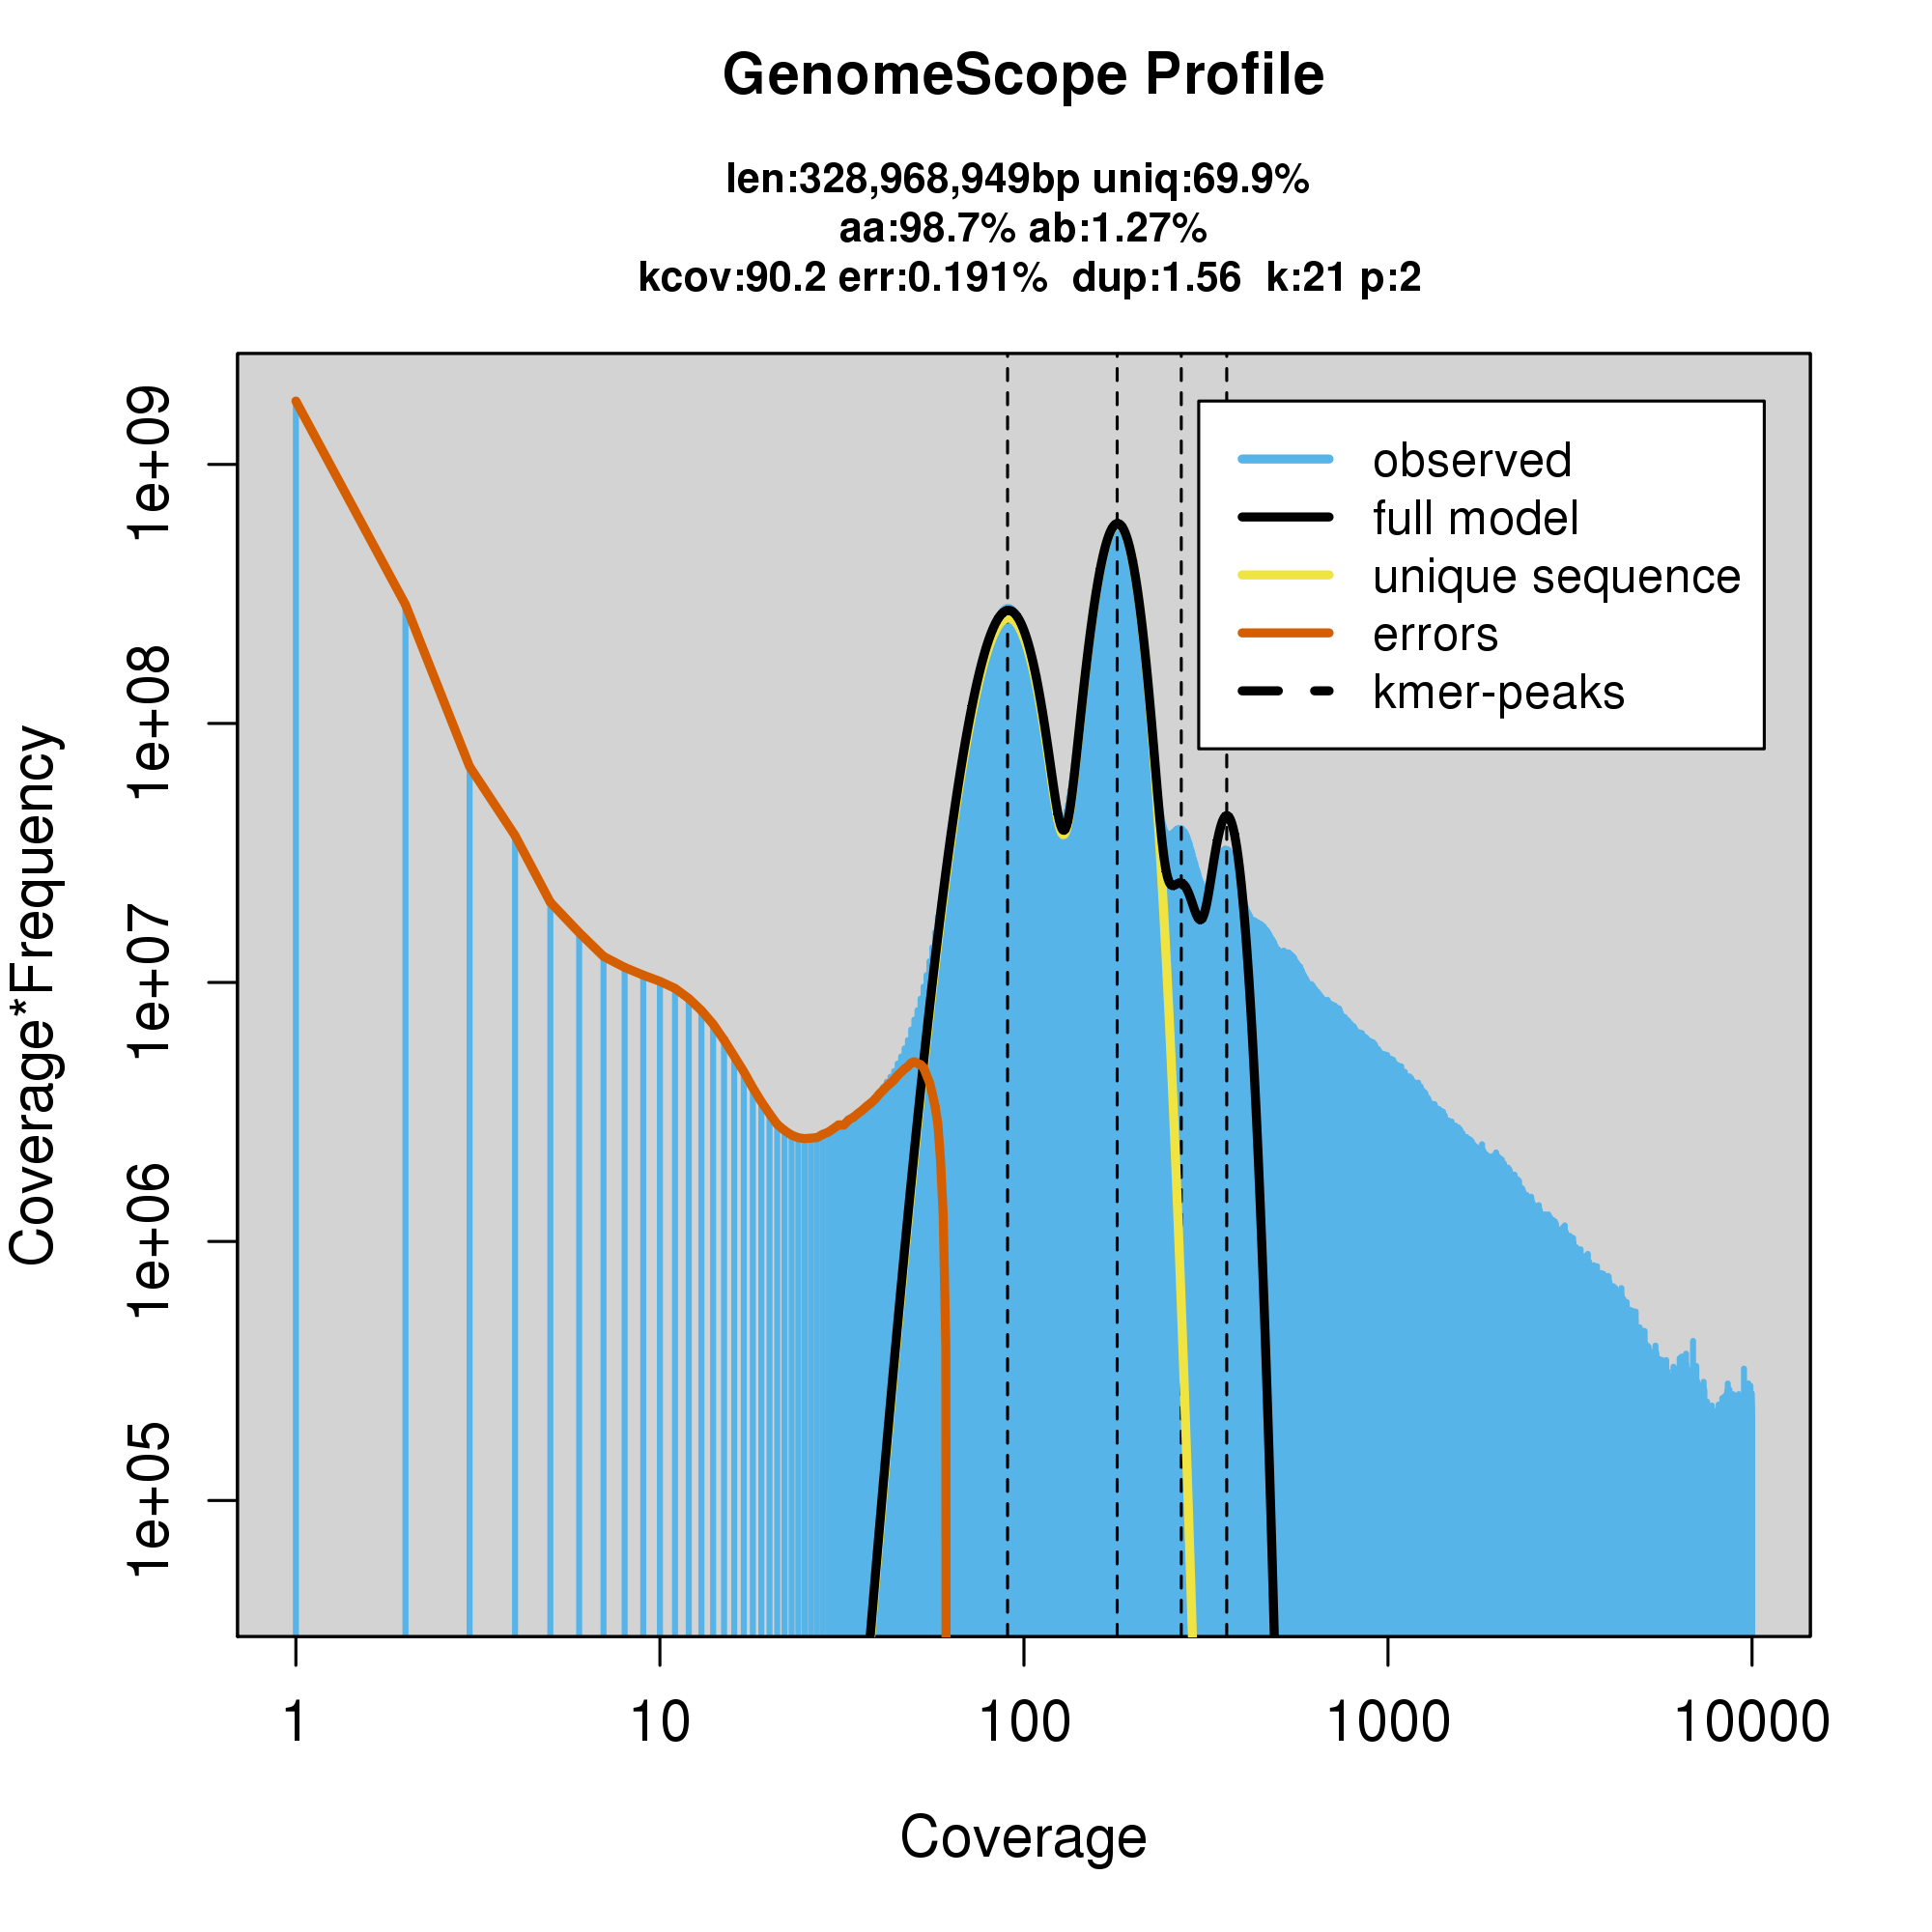 GenomeScope Profile
len:328,968,949bp uniq:69.9%
aa:98.7% ab:1.27%
kcov:90.2 err:0.191% dup:1.56 k:21 p:2
observed
full model
unique sequence
errors
kmer-peaks
Coverage*Frequency
1e+09
1e+08
1e+07
1e+06
1e+05
1 10 100 1000 10000
Coverage